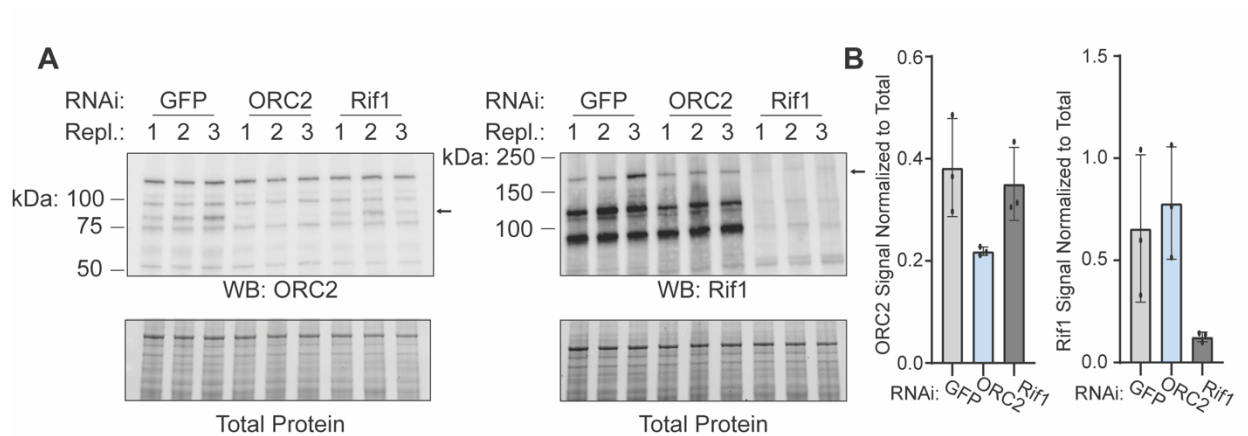 A
RNAi: GFP ORC2 Rif1
Repl.: 1 2 3 1 2 3 1 2 3
kDa: 100
75
50
WB: ORC2
Total Protein
RNAi: GFP ORC2 Rif1
Repl.: 1 2 3 1 2 3 1 2 3
kDa: 250
150
100
WB: Rif1
Total Protein
B
ORC2 Signal Normalized to Total
0.6
0.4
0.2
0.0
RNAi: GFP ORC2 Rif1
Rif1 Signal Normalized to Total
1.5
1.0
0.5
0.0
RNAi: GFP ORC2 Rif1